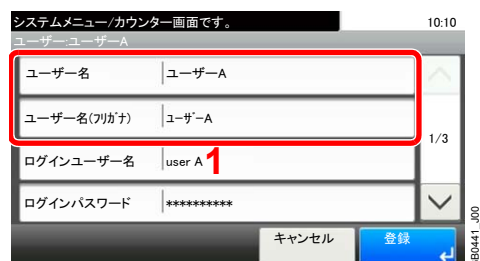 システムメニュー/カウンター画面です。 10:10
ユーザー:ユーザーA
ユーザー名 ユーザーA
ユーザー名(ﾌﾘｶﾞﾅ) ﾕｰｻﾞｰA
1/3
ログインユーザー名 user A 1
ログインパスワード **********
キャンセル 登録
B0441_J00